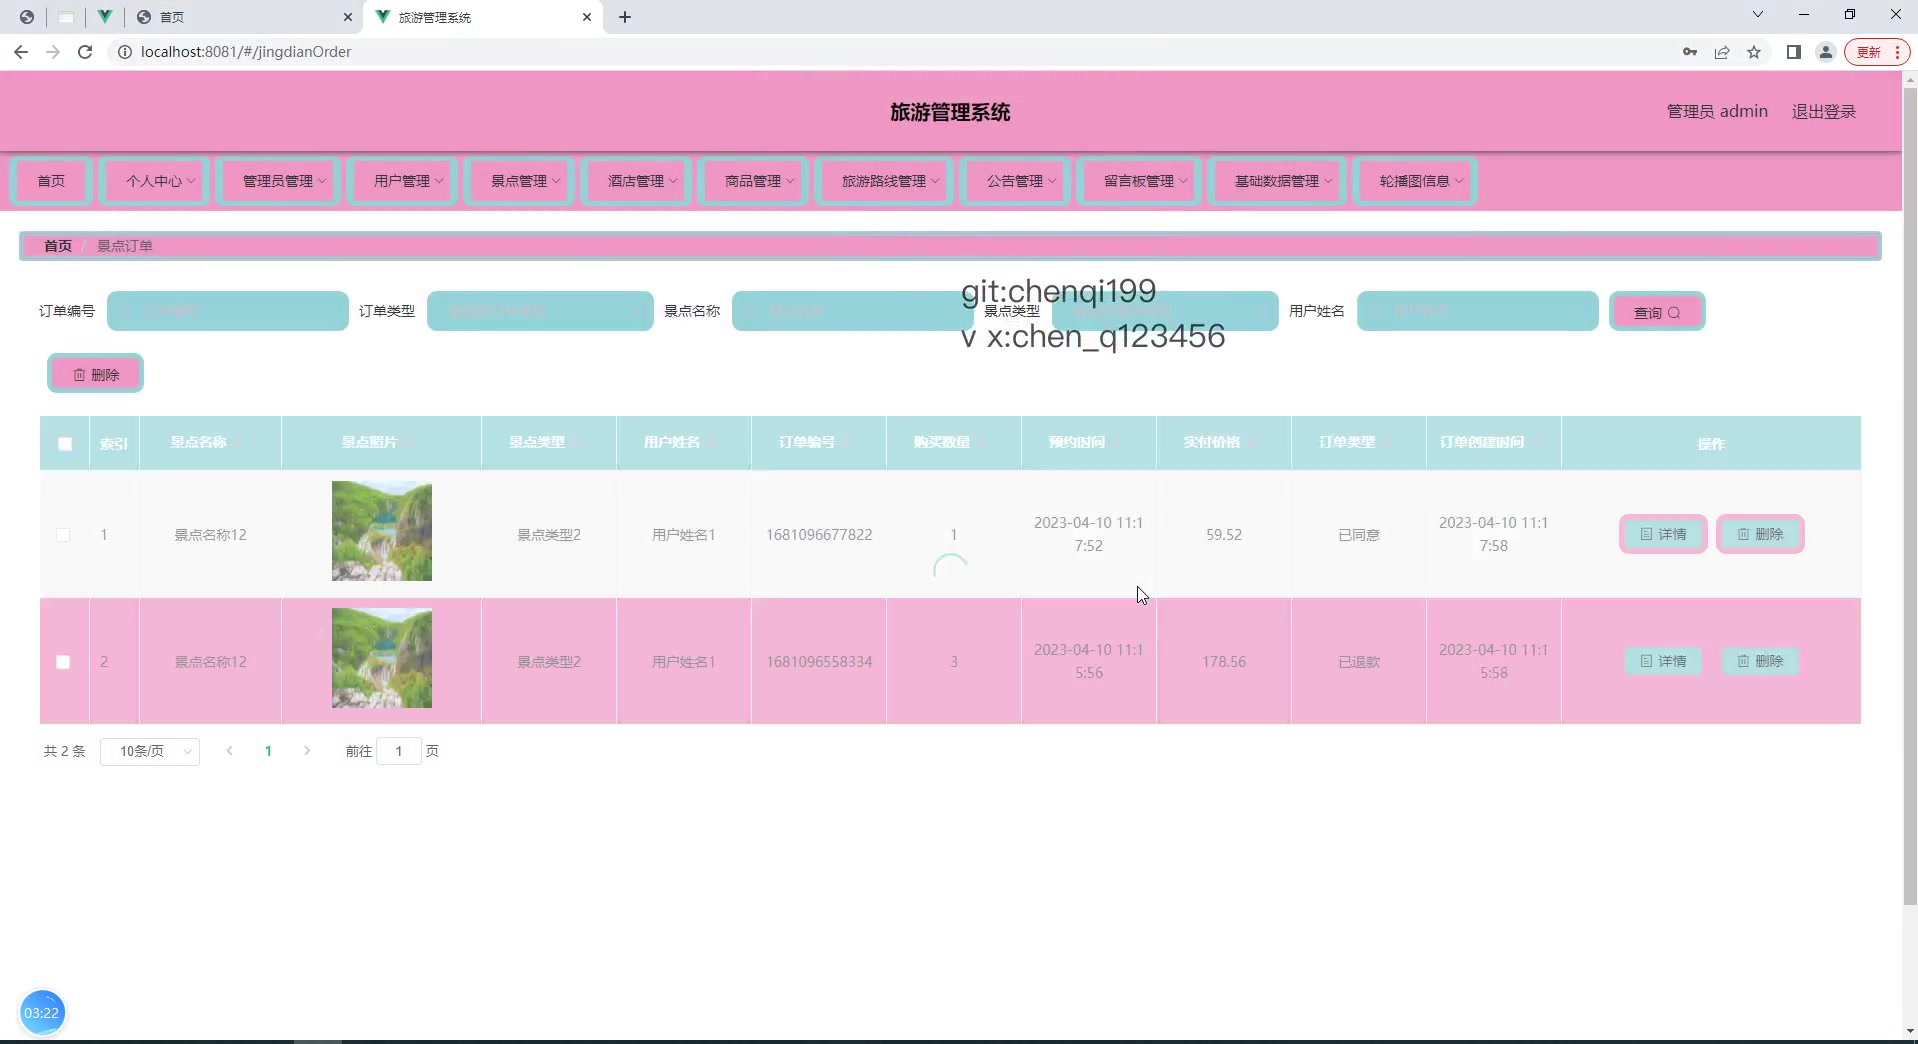 首页
旅游管理系统
localhost:8081/#/jingdianOrder
更新
旅游管理系统
管理员 admin
退出登录
首页
个人中心
管理员管理
用户管理
景点管理
酒店管理
商品管理
旅游路线管理
公告管理
留言板管理
基础数据管理
轮播图信息
首页 / 景点订单
git:chenqi199
v x:chen_q123456
订单编号
订单类型
景点名称
景点类型
用户姓名
查询
删除
索引 景点名称 景点照片 景点类型 用户姓名 订单编号 购买数量 预约时间 实付价格 订单类型 订单创建时间 操作
1 景点名称12 景点类型2 用户姓名1 1681096677822 1 2023-04-10 11:17:52 59.52 已同意 2023-04-10 11:17:58 详情 删除
2 景点名称12 景点类型2 用户姓名1 1681096558334 3 2023-04-10 11:15:56 178.56 已退款 2023-04-10 11:15:58 详情 删除
共 2 条 10条/页 1 前往 1 页
03:22